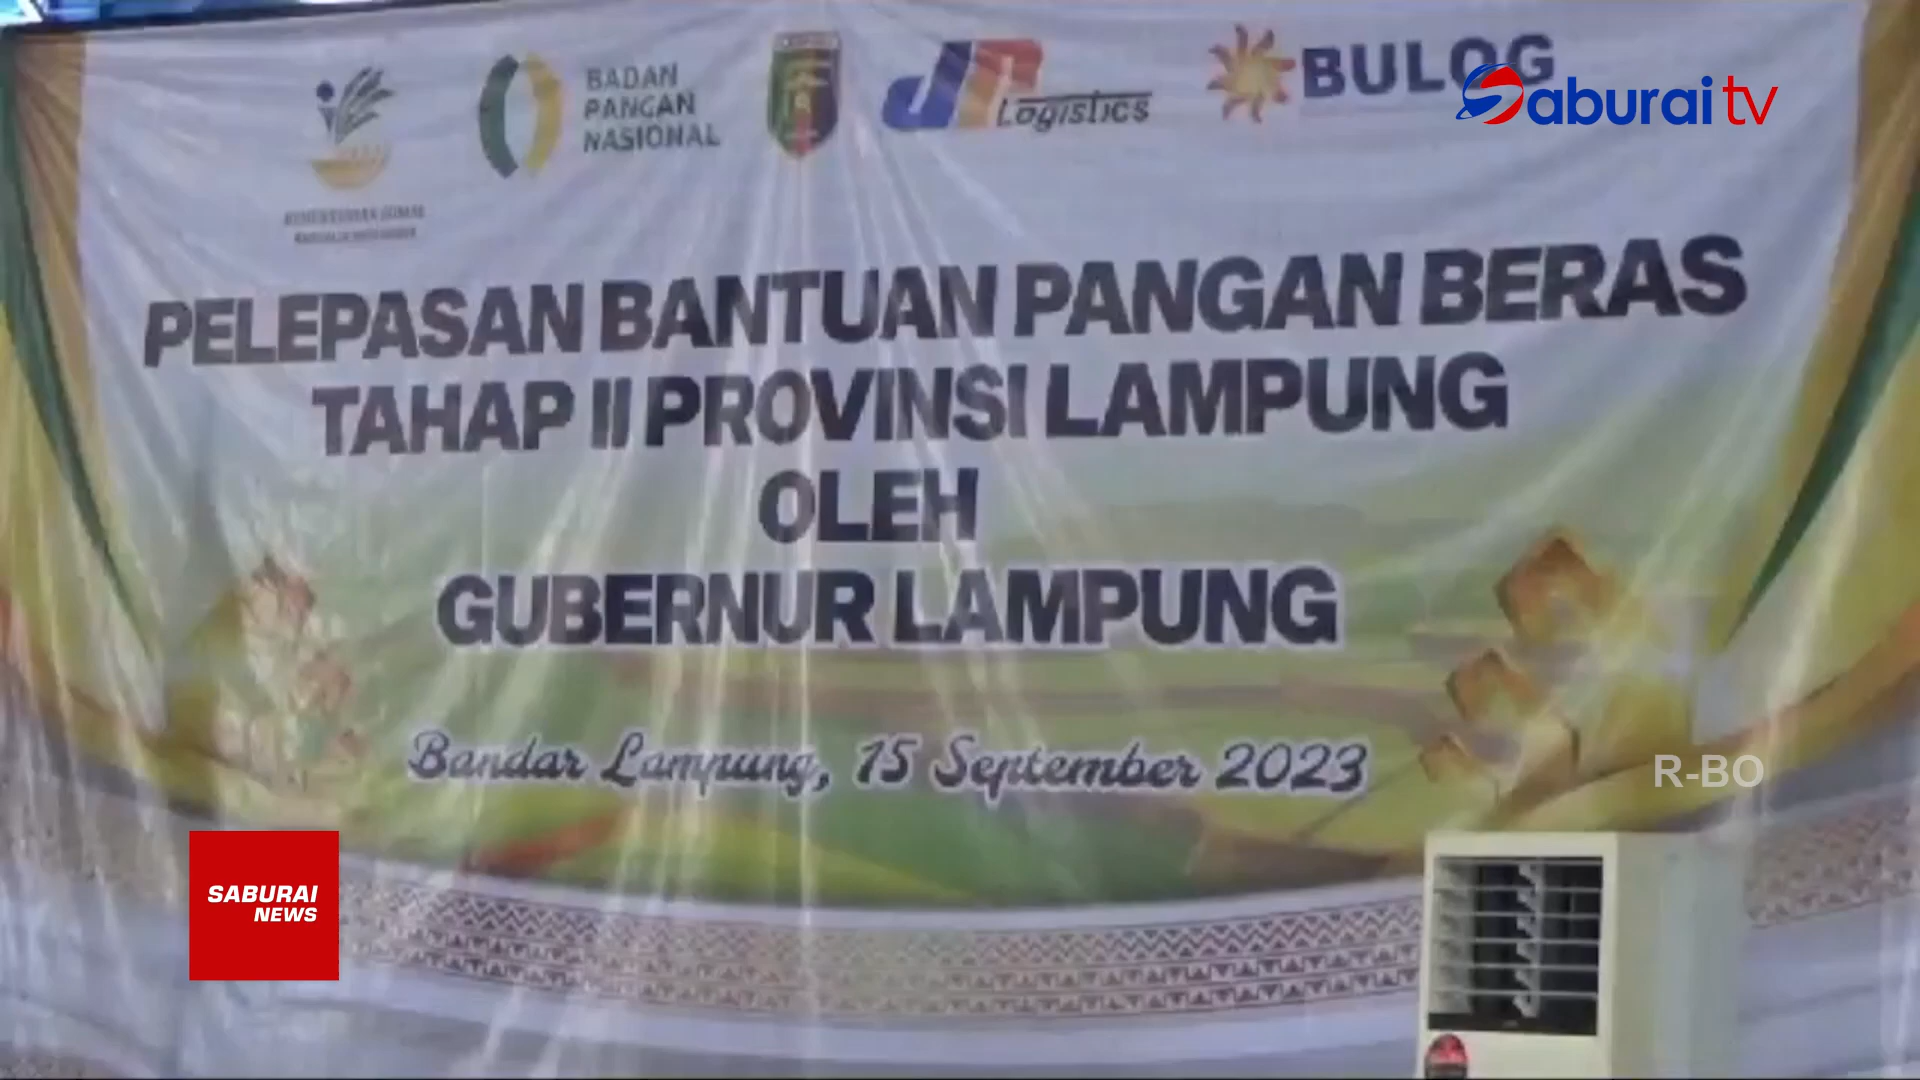 BADAN
PANGAN
NASIONAL
JP Logistics
BULOG
Saburai tv
PELEPASAN BANTUAN PANGAN BERAS
TAHAP II PROVINSI LAMPUNG
OLEH
GUBERNUR LAMPUNG
Bandar Lampung, 15 September 2023
R-BO
SABURAI
NEWS